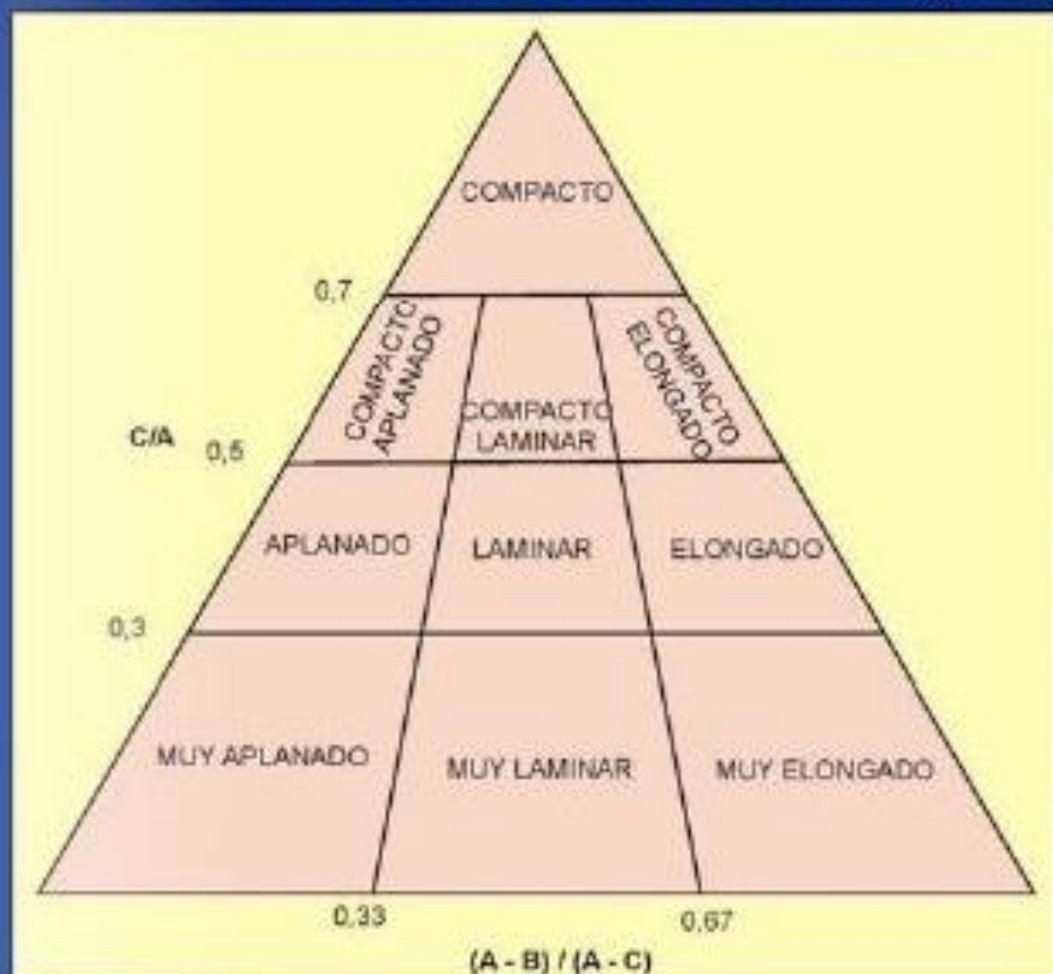 COMPACTO
0,7
COMPACTO
APLANADO
COMPACTO
LAMINAR
COMPACTO
ELONGADO
C/A
0,5
APLANADO
LAMINAR
ELONGADO
0,3
MUY APLANADO
MUY LAMINAR
MUY ELONGADO
0,33
0,67
(A - B) / (A - C)